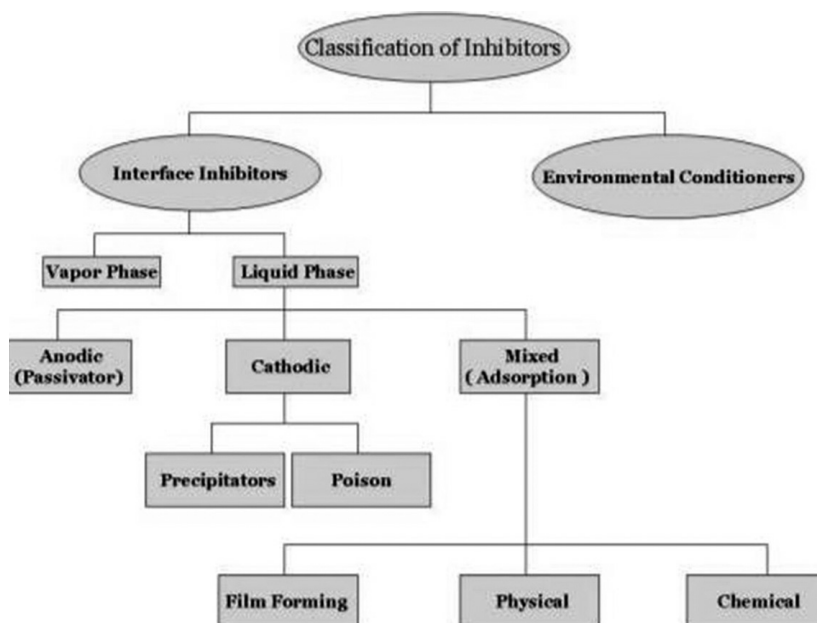 Classification of Inhibitors
Interface Inhibitors
Environmental Conditioners
Vapor Phase
Liquid Phase
Anodic
(Passivator)
Cathodic
Mixed
( Adsorption )
Precipitators
Poison
Film Forming
Physical
Chemical